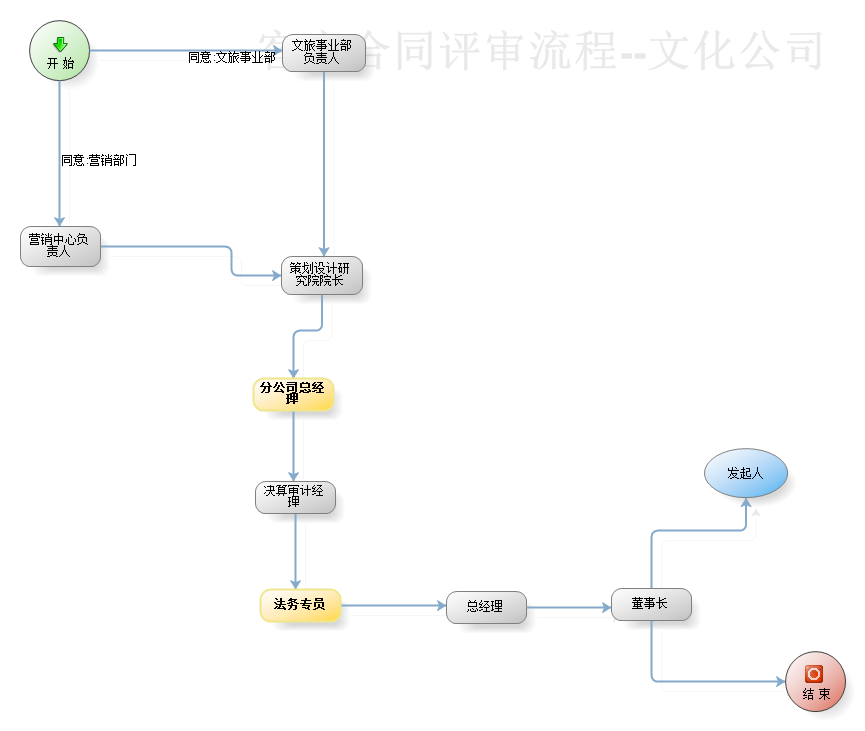 合同评审流程--文化公司
开 始
同意:文旅事业部
文旅事业部
负责人
同意:营销部门
营销中心负
责人
策划设计研
究院院长
分公司总经
理
决算审计经
理
发起人
法务专员
总经理
董事长
结 束